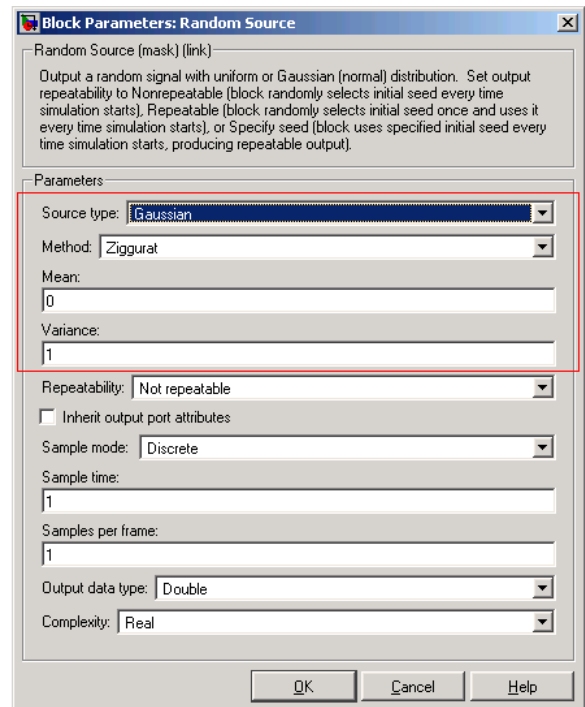 Block Parameters: Random Source
Random Source (mask) (link)
Output a random signal with uniform or Gaussian (normal) distribution. Set output
repeatability to Nonrepeatable (block randomly selects initial seed every time
simulation starts), Repeatable (block randomly selects initial seed once and uses it
every time simulation starts), or Specify seed (block uses specified initial seed every
time simulation starts, producing repeatable output).
Parameters
Source type: Gaussian
Method: Ziggurat
Mean:
0
Variance:
1
Repeatability: Not repeatable
Inherit output port attributes
Sample mode: Discrete
Sample time:
1
Samples per frame:
1
Output data type: Double
Complexity: Real
OK Cancel Help